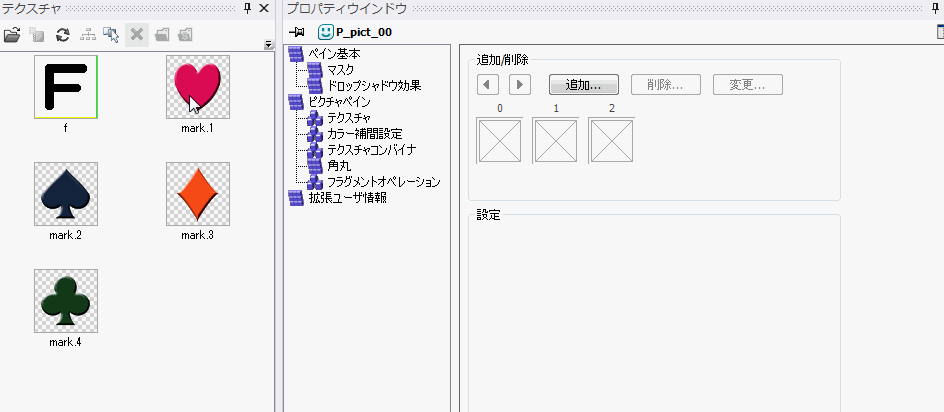 テクスチャ
F
f
mark.1
mark.2
mark.3
mark.4
プロパティウインドウ
P_pict_00
ペイン基本
マスク
ドロップシャドウ効果
ピクチャペイン
テクスチャ
カラー補間設定
テクスチャコンバイナ
角丸
フラグメントオペレーション
拡張ユーザ情報
追加/削除
追加... 削除... 変更...
0 1 2
設定